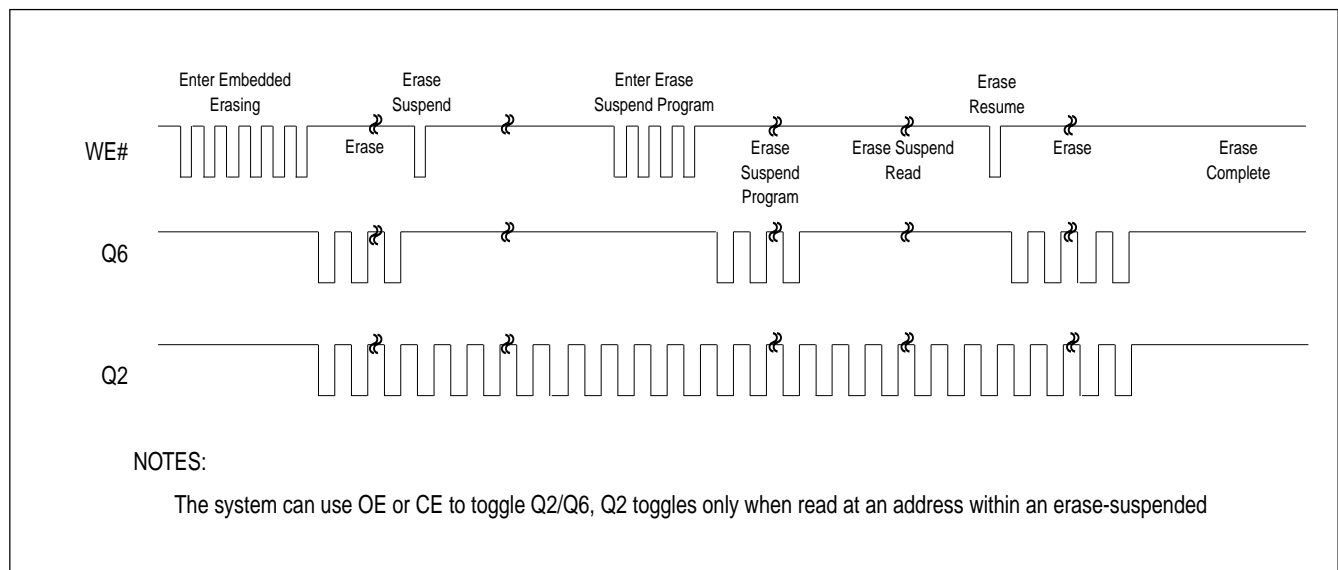 Enter Embedded
Erasing
Erase
Suspend
Enter Erase
Suspend Program
Erase
Resume
WE#
Erase
Erase
Suspend
Program
Erase Suspend
Read
Erase
Erase
Complete
Q6
Q2
NOTES:
The system can use OE or CE to toggle Q2/Q6, Q2 toggles only when read at an address within an erase-suspended